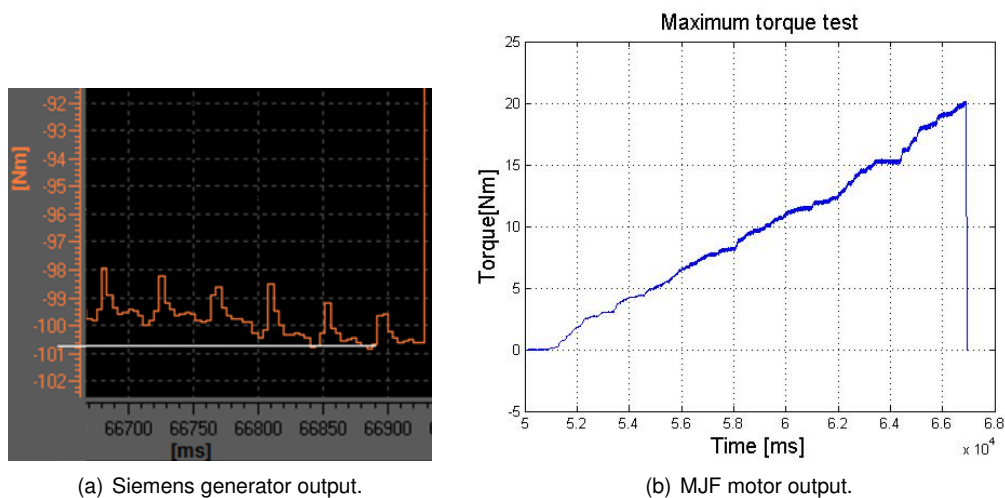 -92
-93
-94
-95
-96
-97
-98
-99
-100
-101
-102
[Nm]
66700 66750 66800 66850 66900
[ms]
(a) Siemens generator output.
Maximum torque test
25
20
15
10
5
0
-5
Torque[Nm]
5 5.2 5.4 5.6 5.8 6 6.2 6.4 6.6 6.8
Time [ms]
x 10⁴
(b) MJF motor output.